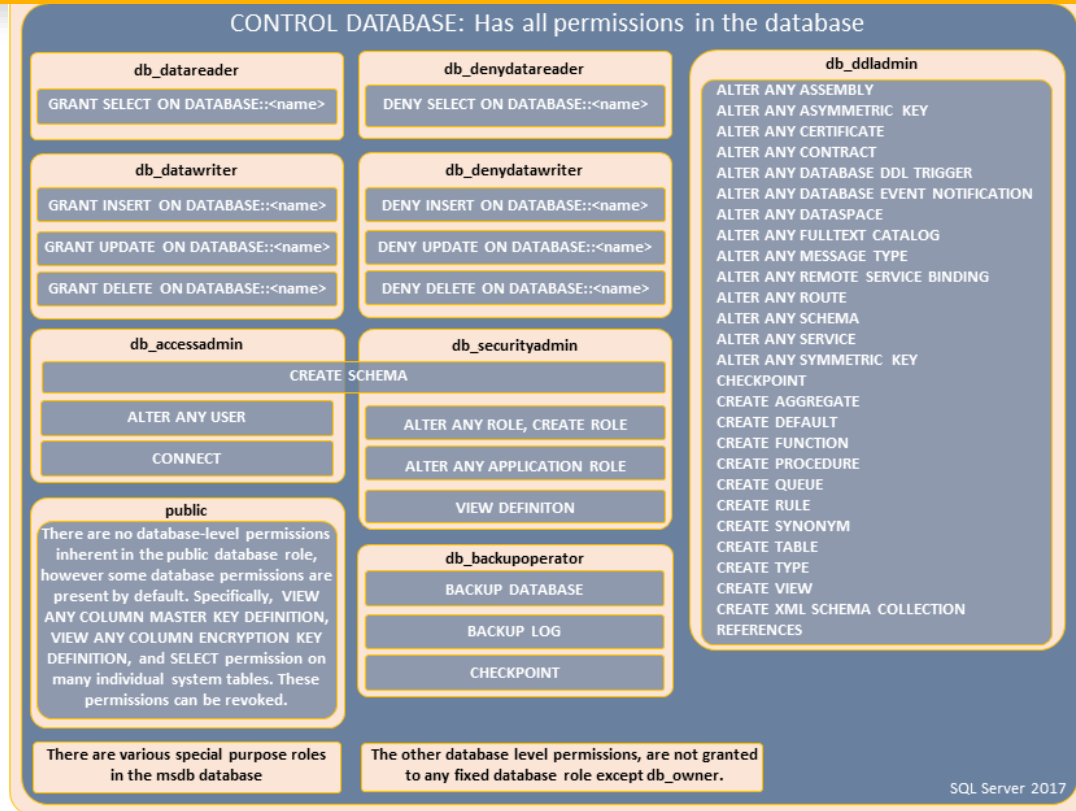 CONTROL DATABASE: Has all permissions in the database
db_datareader
GRANT SELECT ON DATABASE::<name>
db_denydatareader
DENY SELECT ON DATABASE::<name>
db_datawriter
GRANT INSERT ON DATABASE::<name>
GRANT UPDATE ON DATABASE::<name>
GRANT DELETE ON DATABASE::<name>
db_denydatawriter
DENY INSERT ON DATABASE::<name>
DENY UPDATE ON DATABASE::<name>
DENY DELETE ON DATABASE::<name>
db_accessadmin
db_securityadmin
CREATE SCHEMA
ALTER ANY USER
CONNECT
ALTER ANY ROLE, CREATE ROLE
ALTER ANY APPLICATION ROLE
VIEW DEFINITON
public
There are no database-level permissions
inherent in the public database role,
however some database permissions are
present by default. Specifically, VIEW
ANY COLUMN MASTER KEY DEFINITION,
VIEW ANY COLUMN ENCRYPTION KEY
DEFINITION, and SELECT permission on
many individual system tables. These
permissions can be revoked.
db_backupoperator
BACKUP DATABASE
BACKUP LOG
CHECKPOINT
db_ddladmin
ALTER ANY ASSEMBLY
ALTER ANY ASYMMETRIC KEY
ALTER ANY CERTIFICATE
ALTER ANY CONTRACT
ALTER ANY DATABASE DDL TRIGGER
ALTER ANY DATABASE EVENT NOTIFICATION
ALTER ANY DATASPACE
ALTER ANY FULLTEXT CATALOG
ALTER ANY MESSAGE TYPE
ALTER ANY REMOTE SERVICE BINDING
ALTER ANY ROUTE
ALTER ANY SCHEMA
ALTER ANY SERVICE
ALTER ANY SYMMETRIC KEY
CHECKPOINT
CREATE AGGREGATE
CREATE DEFAULT
CREATE FUNCTION
CREATE PROCEDURE
CREATE QUEUE
CREATE RULE
CREATE SYNONYM
CREATE TABLE
CREATE TYPE
CREATE VIEW
CREATE XML SCHEMA COLLECTION
REFERENCES
There are various special purpose roles
in the msdb database
The other database level permissions, are not granted
to any fixed database role except db_owner.
SQL Server 2017